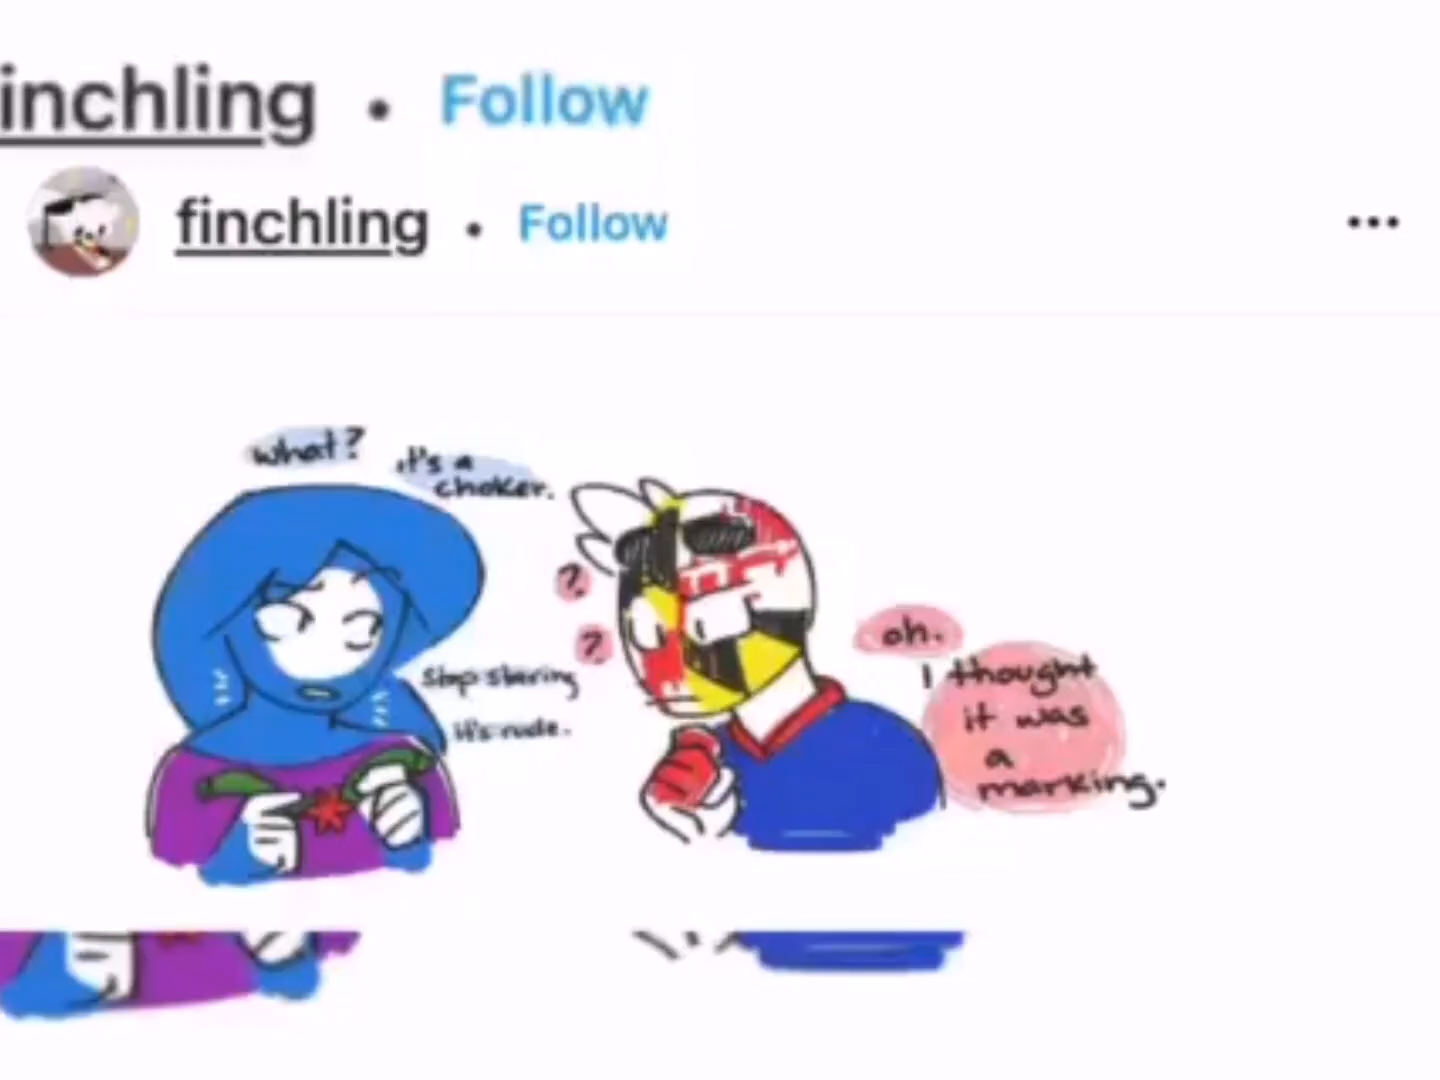 inchling • Follow
finchling • Follow
what?
it's a
choker.
?
?
stop staring
it's rude.
oh.
I thought
it was
a
marking.